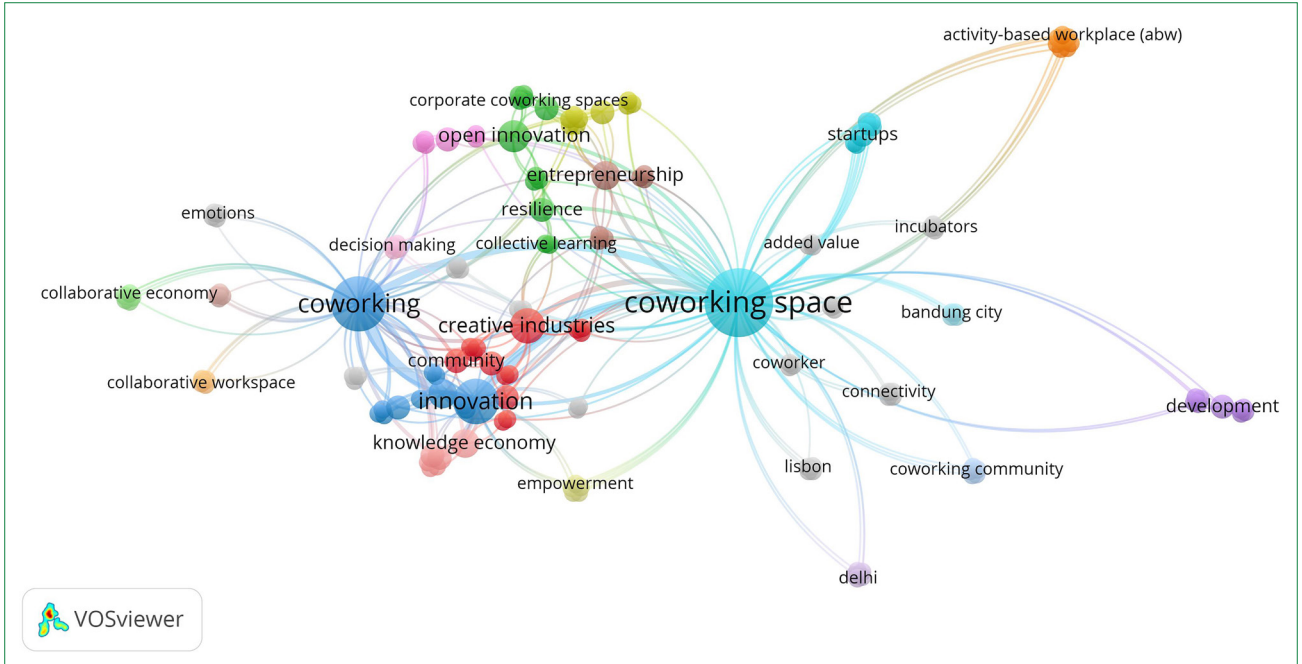 activity-based workplace (abw)
corporate coworking spaces
open innovation
startups
entrepreneurship
resilience
emotions
incubators
decision making
collective learning
added value
collaborative economy
coworking
coworking space
bandung city
creative industries
community
coworker
collaborative workspace
connectivity
innovation
development
knowledge economy
lisbon
coworking community
empowerment
delhi
VOSviewer